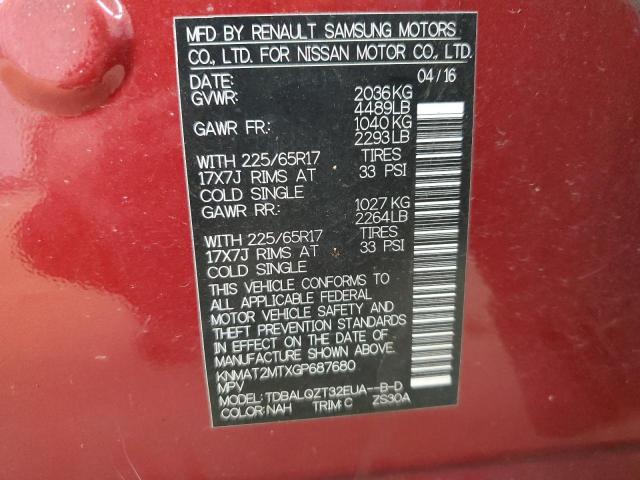 MFD BY RENAULT SAMSUNG MOTORS
CO., LTD. FOR NISSAN MOTOR CO., LTD.
DATE: 04/16
GVWR: 2036KG
4489LB
GAWR FR: 1040 KG
2293LB
WITH 225/65R17 TIRES
17X7J RIMS AT 33 PSI
COLD SINGLE
GAWR RR: 1027 KG
2264LB
WITH 225/65R17 TIRES
17X7J RIMS AT 33 PSI
COLD SINGLE
THIS VEHICLE CONFORMS TO
ALL APPLICABLE FEDERAL
MOTOR VEHICLE SAFETY AND
THEFT PREVENTION STANDARDS
IN EFFECT ON THE DATE OF
MANUFACTURE SHOWN ABOVE.
KNMAT2MTXGP687680
MPV
MODEL: TDBALQZT32EUA--B-D
COLOR: NAH TRIM: C ZS30A